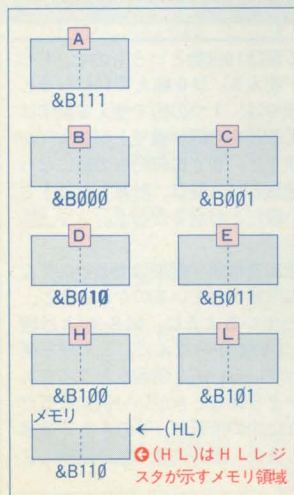 A
&B111
B
C
&B000
&B001
D
E
&B010
&B011
H
L
&B100
&B101
メモリ
←(HL)
&B110
➲(HL)はHLレジ
スタが示すメモリ領域